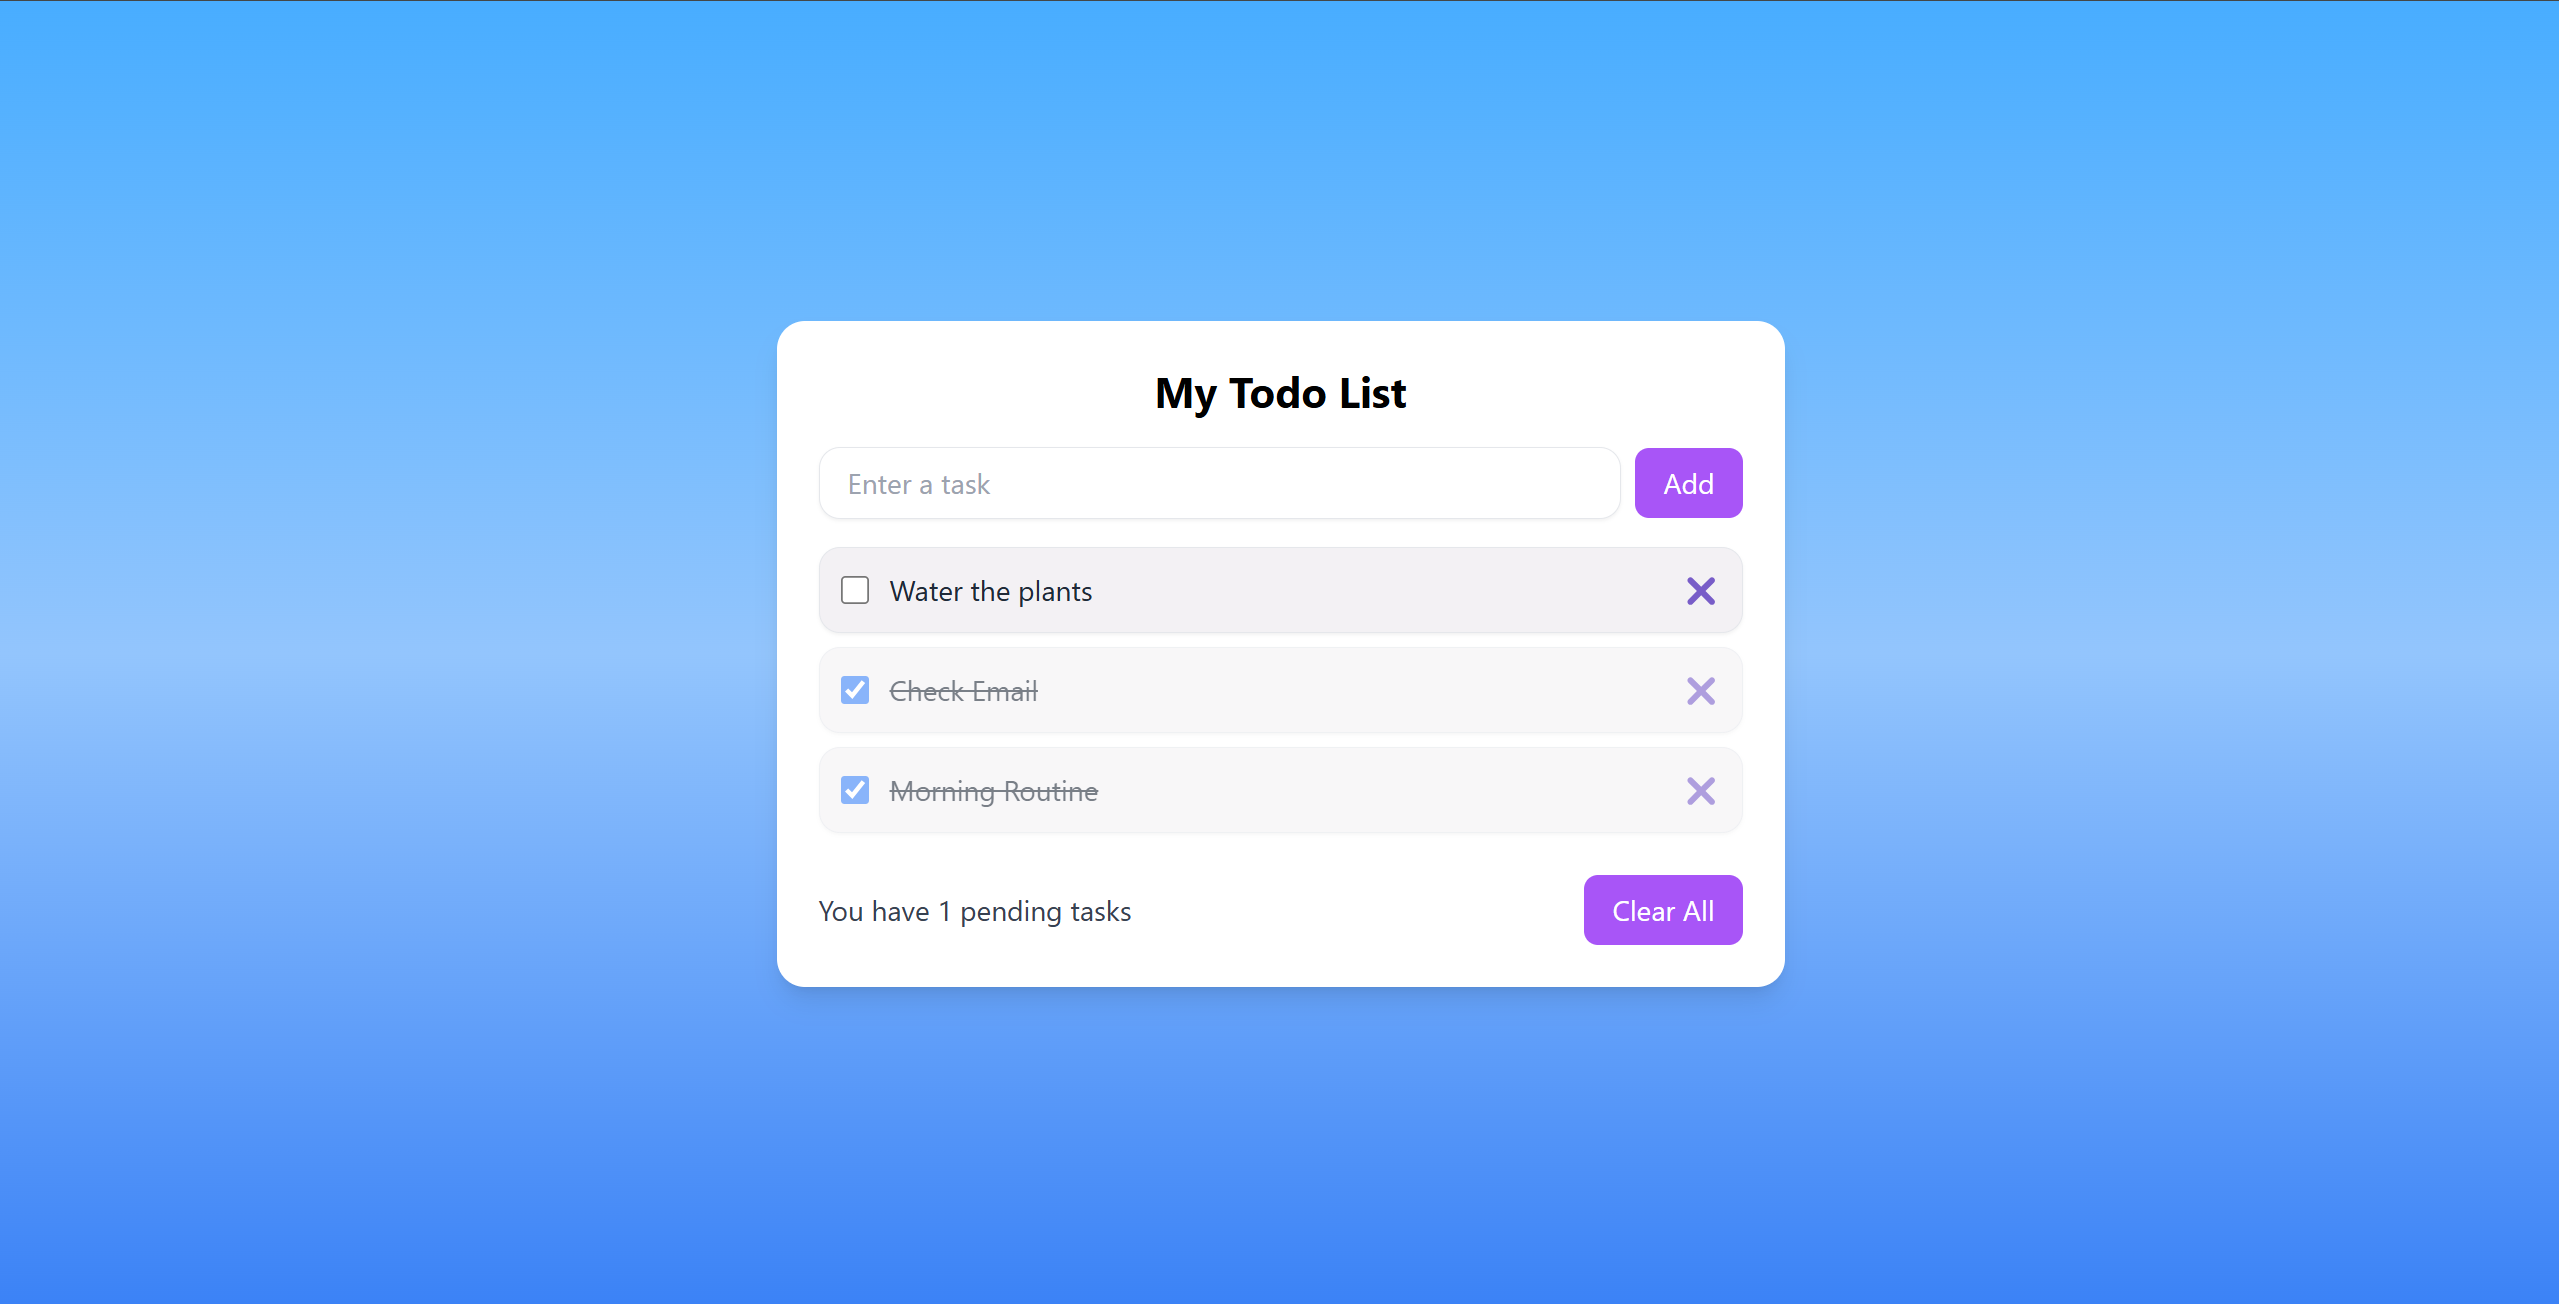 My Todo List
Enter a task
Add
Water the plants
Check Email
Morning Routine
You have 1 pending tasks
Clear All